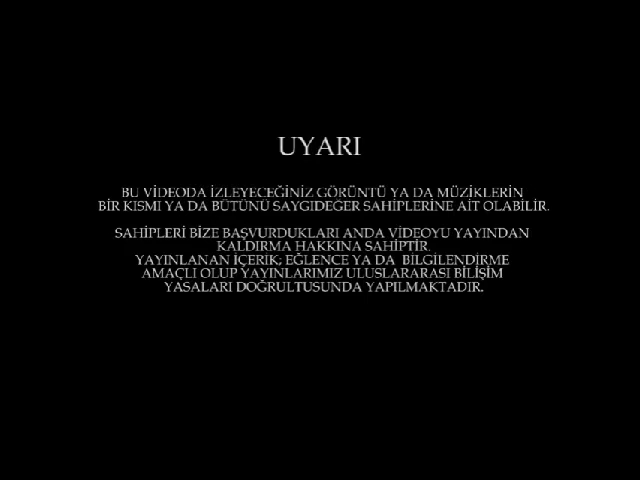 UYARI
BU VİDEODA İZLEYECEĞİNİZ GÖRÜNTÜ YA DA MÜZİKLERİN
BİR KISMI YA DA BÜTÜNÜ SAYGIDEĞER SAHİPLERİNE AİT OLABİLİR.
SAHİPLERİ BİZE BAŞVURDUKLARI ANDA VİDEOYU YAYINDAN
KALDIRMA HAKKINA SAHİPTİR.
YAYINLANAN İÇERİK; EĞLENCE YA DA BİLGİLENDİRME
AMAÇLI OLUP YAYINLARIMIZ ULUSLARARASI BİLİŞİM
YASALARI DOĞRULTUSUNDA YAPILMAKTADIR.